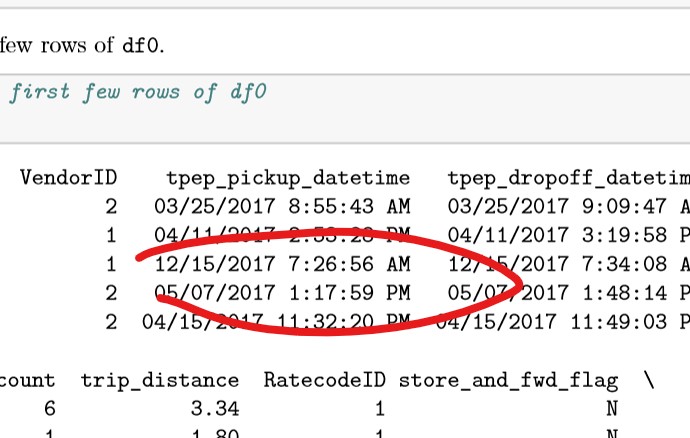 few rows of df0.
first few rows of df0
VendorID tpep_pickup_datetime tpep_dropoff_datetim
2 03/25/2017 8:55:43 AM 03/25/2017 9:09:47 A
1 04/11/2017 2:53:28 PM 04/11/2017 3:19:58 P
1 12/15/2017 7:26:56 AM 12/15/2017 7:34:08 A
2 05/07/2017 1:17:59 PM 05/07/2017 1:48:14 P
2 04/15/2017 11:32:20 PM 04/15/2017 11:49:03 P
count trip_distance RatecodeID store_and_fwd_flag \
6 3.34 1 N
1 1.80 1 N